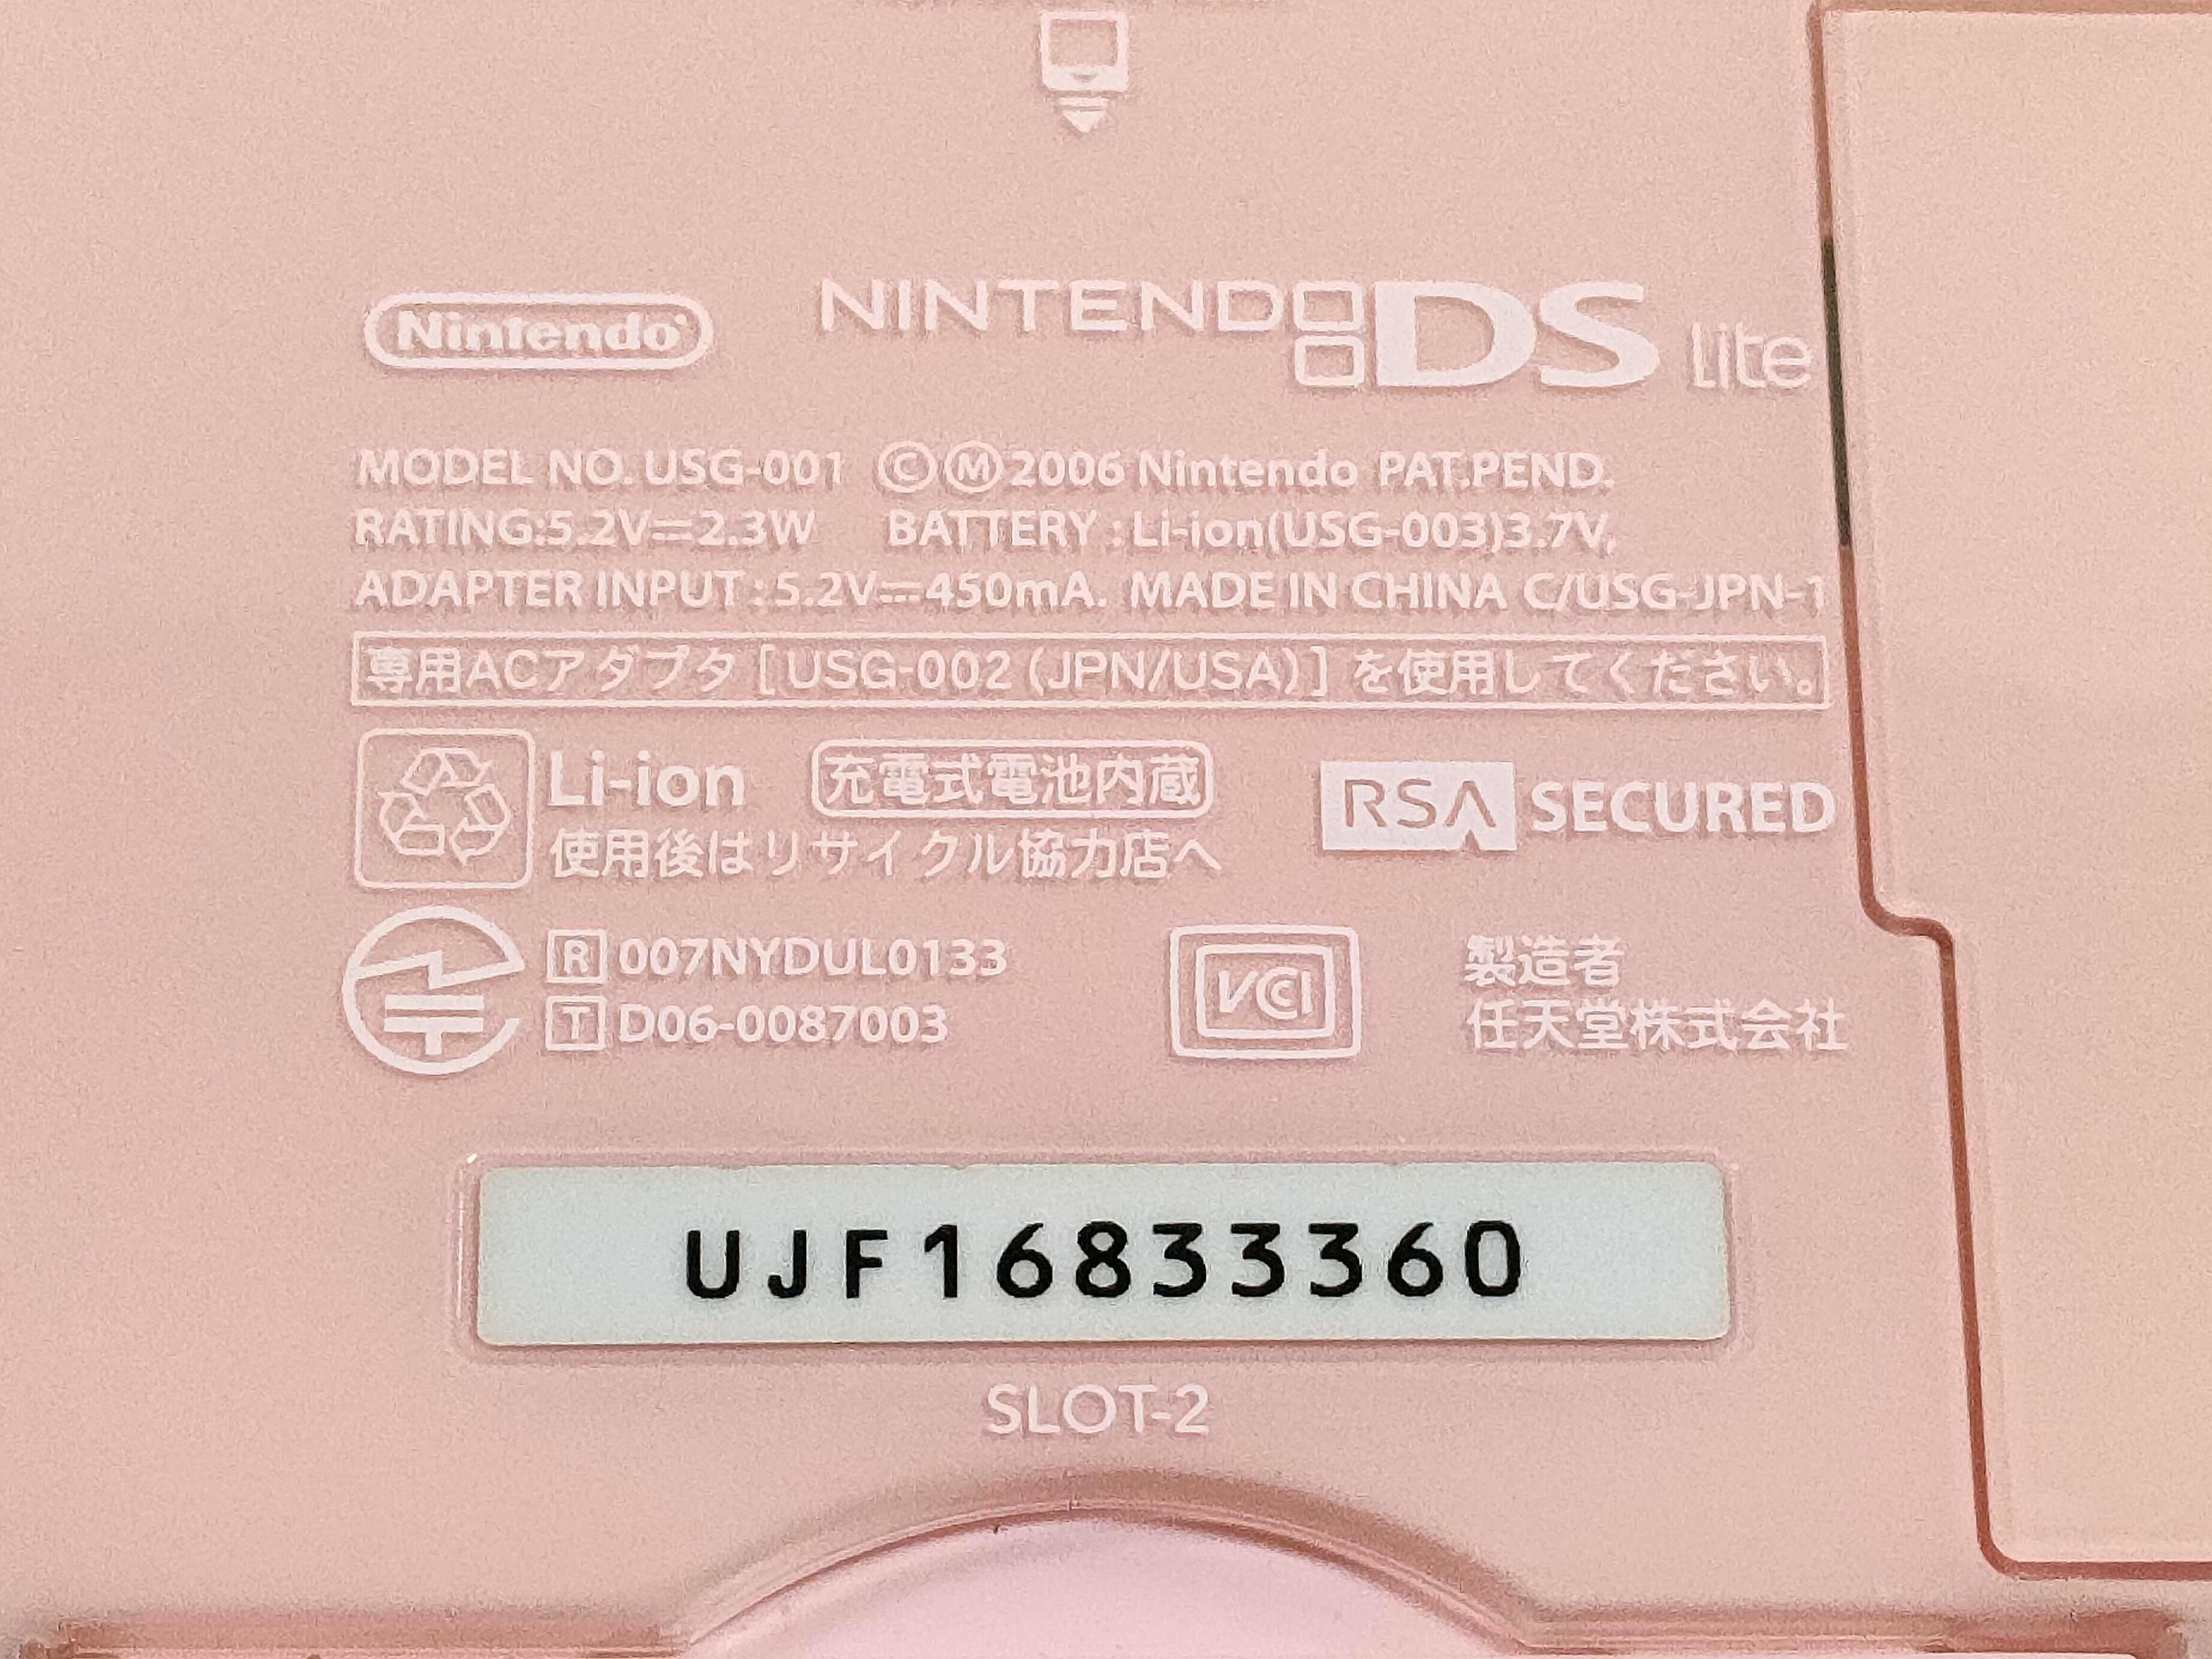 Nintendo
NINTENDO DS Lite
MODEL NO. USG-001 ©Ⓜ2006 Nintendo PAT.PEND.
RATING:5.2V⎓2.3W BATTERY : Li-ion(USG-003)3.7V,
ADAPTER INPUT : 5.2V⎓450mA. MADE IN CHINA C/USG-JPN-1
専用ACアダプタ [USG-002 (JPN/USA)] を使用してください。
Li-ion 充電式電池内蔵
使用後はリサイクル協力店へ
RSA SECURED
R 007NYDUL0133
T D06-0087003
VCCI
製造者
任天堂株式会社
UJF16833360
SLOT-2